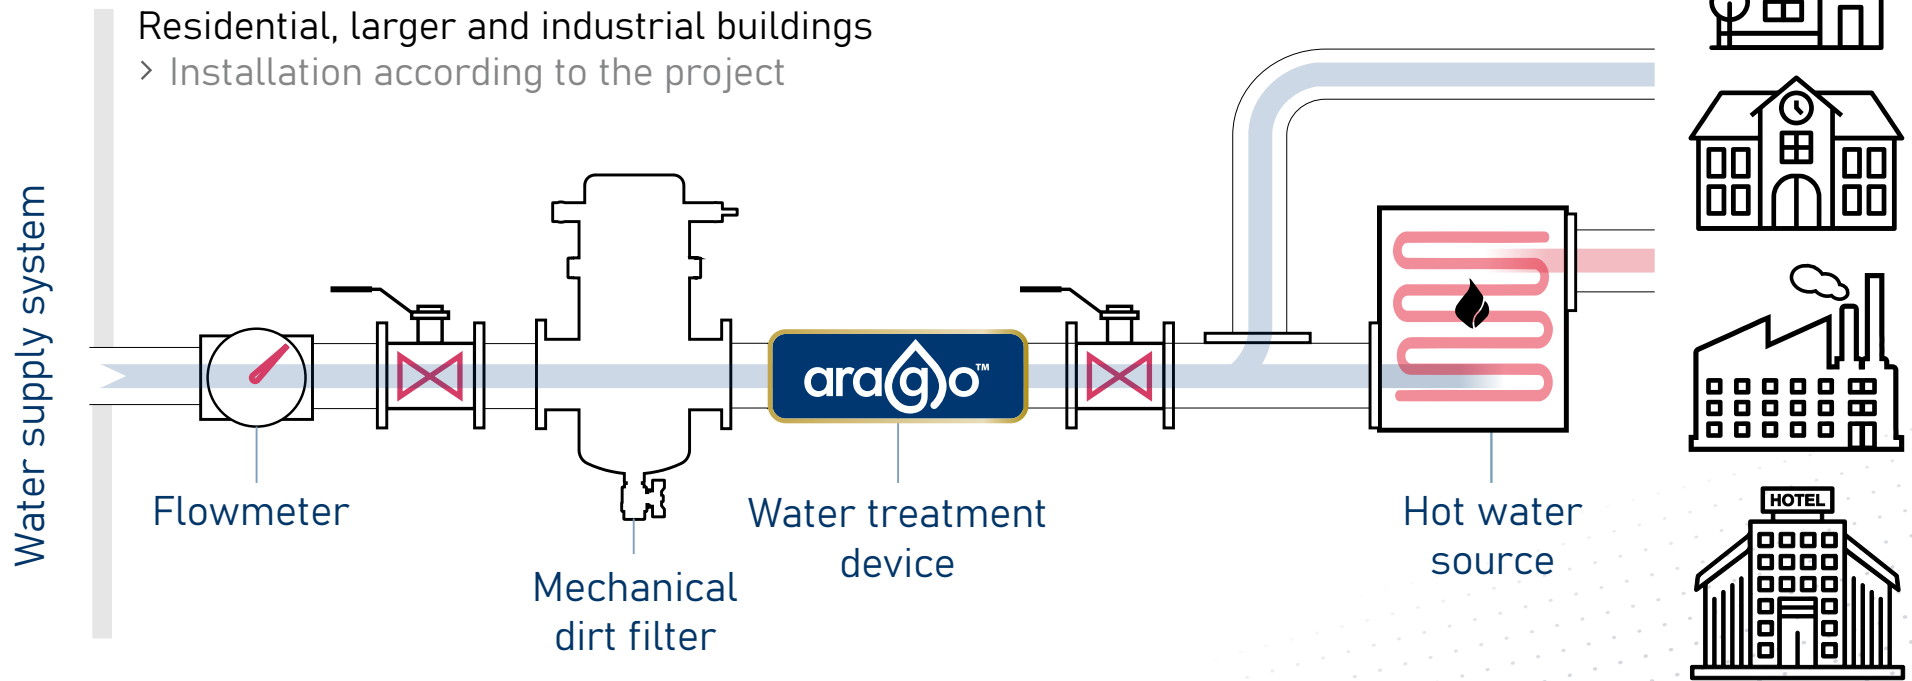 Residential, larger and industrial buildings
> Installation according to the project
Water supply system
arago™
Flowmeter
Mechanical
dirt filter
Water treatment
device
Hot water
source
HOTEL